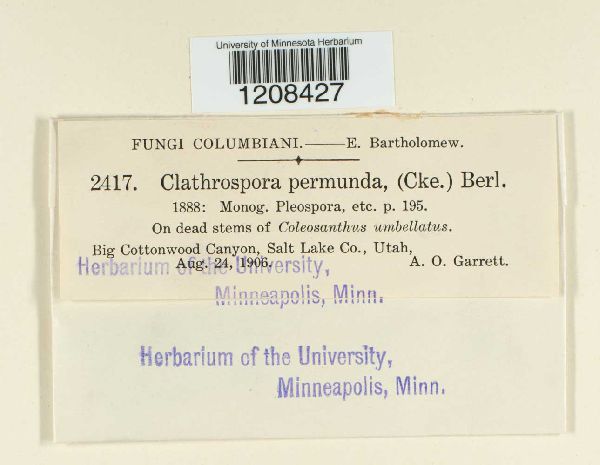 University of Minnesota Herbarium
1208427
FUNGI COLUMBIANI.——E. Bartholomew.
2417. Clathrospora permunda, (Cke.) Berl.
1888: Monog. Pleospora, etc. p. 195.
On dead stems of Coleosanthus umbellatus.
Big Cottonwood Canyon, Salt Lake Co., Utah,
Aug. 24, 1906. A. O. Garrett.
Herbarium of the University,
Minneapolis, Minn.
Herbarium of the University,
Minneapolis, Minn.